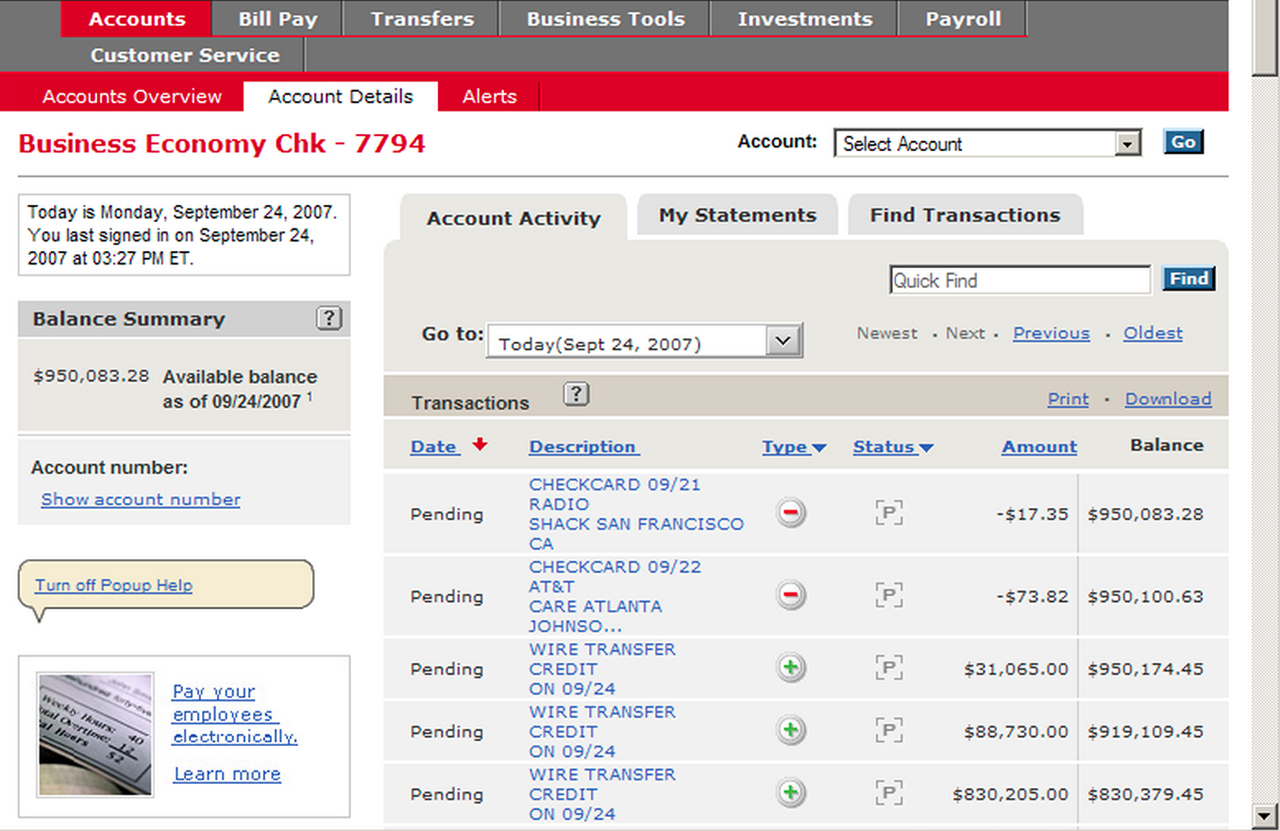 Accounts Bill Pay Transfers Business Tools Investments Payroll
Customer Service
Accounts Overview Account Details Alerts
Business Economy Chk - 7794
Account: Select Account Go
Today is Monday, September 24, 2007.
You last signed in on September 24,
2007 at 03:27 PM ET.
Balance Summary ?
$950,083.28 Available balance
as of 09/24/2007 1
Account number:
Show account number
Turn off Popup Help
Weekly Hours: 40
Total Overtime: 12
52
Pay your
employees
electronically.
Learn more
Account Activity My Statements Find Transactions
Quick Find Find
Go to: Today(Sept 24, 2007) Newest · Next · Previous · Oldest
Transactions ? Print · Download
Date Description Type Status Amount Balance
CHECKCARD 09/21
RADIO
Pending SHACK SAN FRANCISCO P -$17.35 $950,083.28
CA
CHECKCARD 09/22
AT&T
Pending CARE ATLANTA P -$73.82 $950,100.63
JOHNSO...
WIRE TRANSFER
Pending CREDIT P $31,065.00 $950,174.45
ON 09/24
WIRE TRANSFER
Pending CREDIT P $88,730.00 $919,109.45
ON 09/24
WIRE TRANSFER
Pending CREDIT P $830,205.00 $830,379.45
ON 09/24